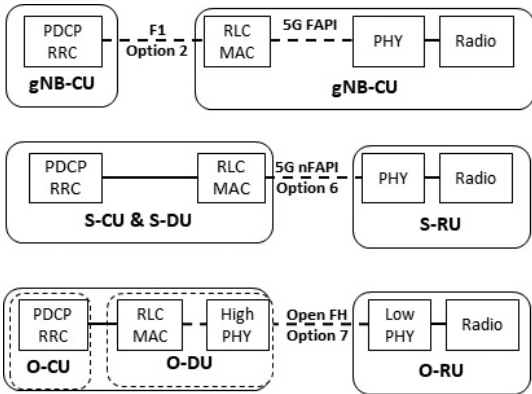 PDCP
RRC
gNB-CU
F1
Option 2
RLC
MAC
5G FAPI
PHY
Radio
gNB-CU
PDCP
RRC
RLC
MAC
S-CU & S-DU
5G nFAPI
Option 6
PHY
Radio
S-RU
PDCP
RRC
O-CU
RLC
MAC
High
PHY
O-DU
Open FH
Option 7
Low
PHY
Radio
O-RU